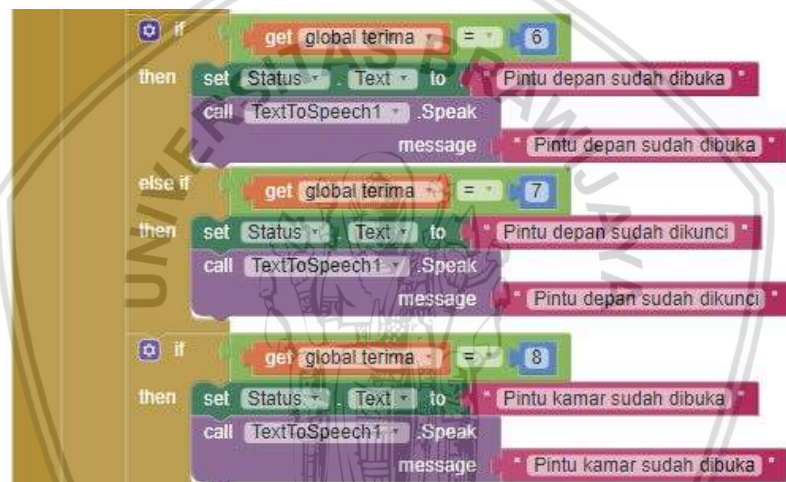 if get global terima = 6
then set Status . Text to " Pintu depan sudah dibuka "
call TextToSpeech1 .Speak
message " Pintu depan sudah dibuka "
else if get global terima = 7
then set Status . Text to " Pintu depan sudah dikunci "
call TextToSpeech1 .Speak
message " Pintu depan sudah dikunci "
if get global terima = 8
then set Status . Text to " Pintu kamar sudah dibuka "
call TextToSpeech1 .Speak
message " Pintu kamar sudah dibuka "
UNIVERSITAS BRAWIJAYA